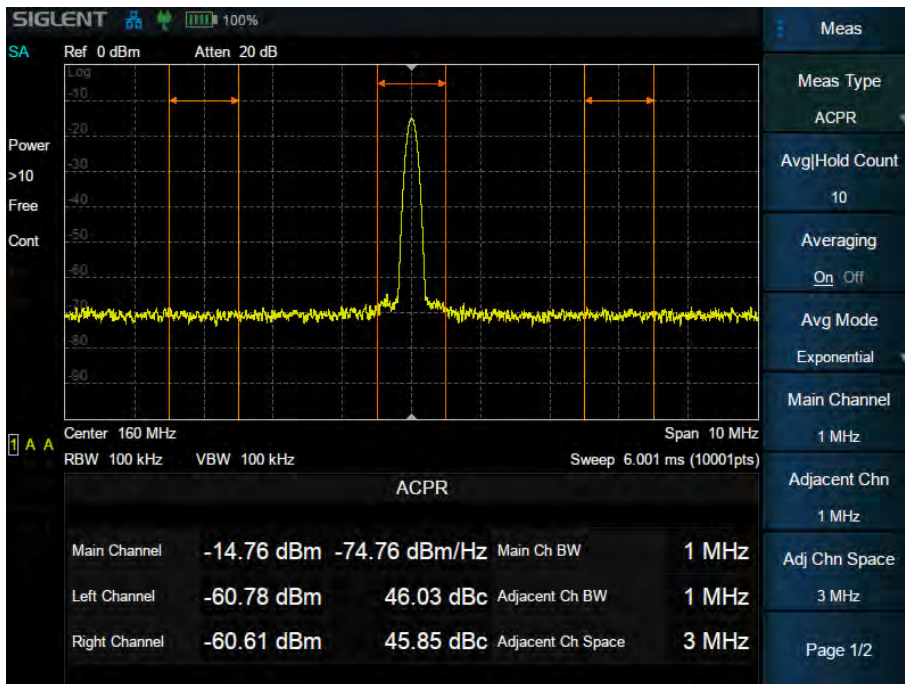 SIGLENT 100%
SA Ref 0 dBm Atten 20 dB
Log
-10
-20
-30
-40
-50
-60
-70
-80
-90
Power
>10
Free
Cont
1 A A
Center 160 MHz Span 10 MHz
RBW 100 kHz VBW 100 kHz Sweep 6.001 ms (10001pts)
ACPR
Main Channel -14.76 dBm -74.76 dBm/Hz Main Ch BW 1 MHz
Left Channel -60.78 dBm 46.03 dBc Adjacent Ch BW 1 MHz
Right Channel -60.61 dBm 45.85 dBc Adjacent Ch Space 3 MHz
Meas
Meas Type
ACPR
Avg|Hold Count
10
Averaging
On Off
Avg Mode
Exponential
Main Channel
1 MHz
Adjacent Chn
1 MHz
Adj Chn Space
3 MHz
Page 1/2